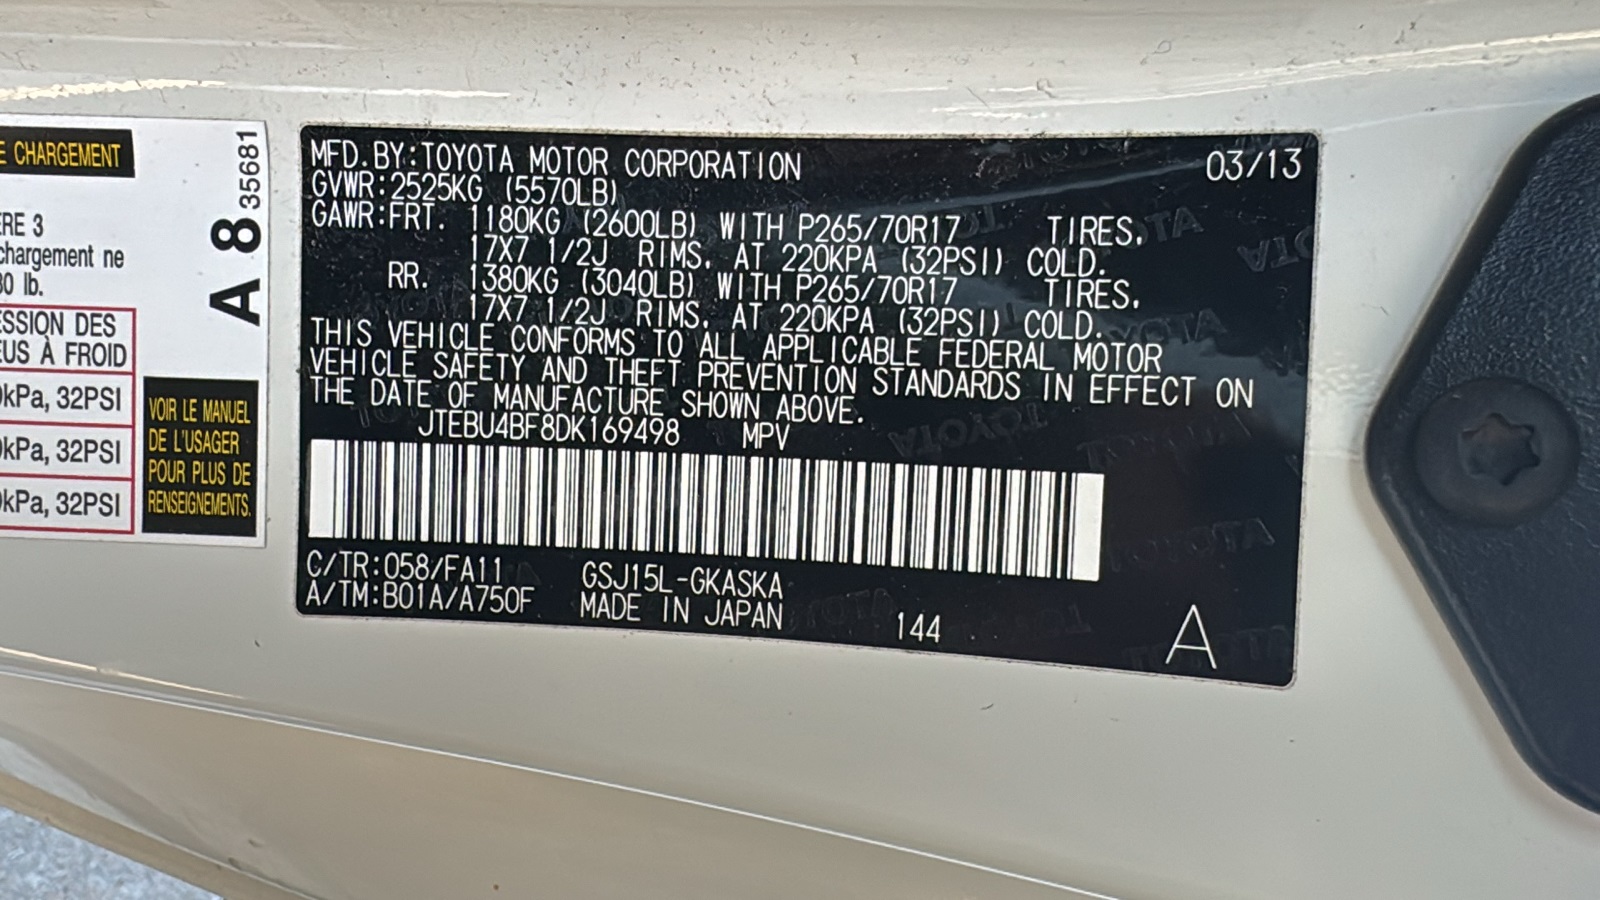 E CHARGEMENT
ÈRE 3
chargement ne
30 lb.
ESSION DES
EUS À FROID
0kPa, 32PSI
0kPa, 32PSI
0kPa, 32PSI
A 8 35681
VOIR LE MANUEL
DE L'USAGER
POUR PLUS DE
RENSEIGNEMENTS.
MFD. BY:TOYOTA MOTOR CORPORATION 03/13
GVWR:2525KG (5570LB)
GAWR:FRT. 1180KG (2600LB) WITH P265/70R17 TIRES,
17X7 1/2J RIMS, AT 220KPA (32PSI) COLD.
RR. 1380KG (3040LB) WITH P265/70R17 TIRES,
17X7 1/2J RIMS, AT 220KPA (32PSI) COLD.
THIS VEHICLE CONFORMS TO ALL APPLICABLE FEDERAL MOTOR
VEHICLE SAFETY AND THEFT PREVENTION STANDARDS IN EFFECT ON
THE DATE OF MANUFACTURE SHOWN ABOVE.
JTEBU4BF8DK169498 MPV
C/TR:058/FA11 GSJ15L-GKASKA
A/TM:B01A/A750F MADE IN JAPAN 144 A